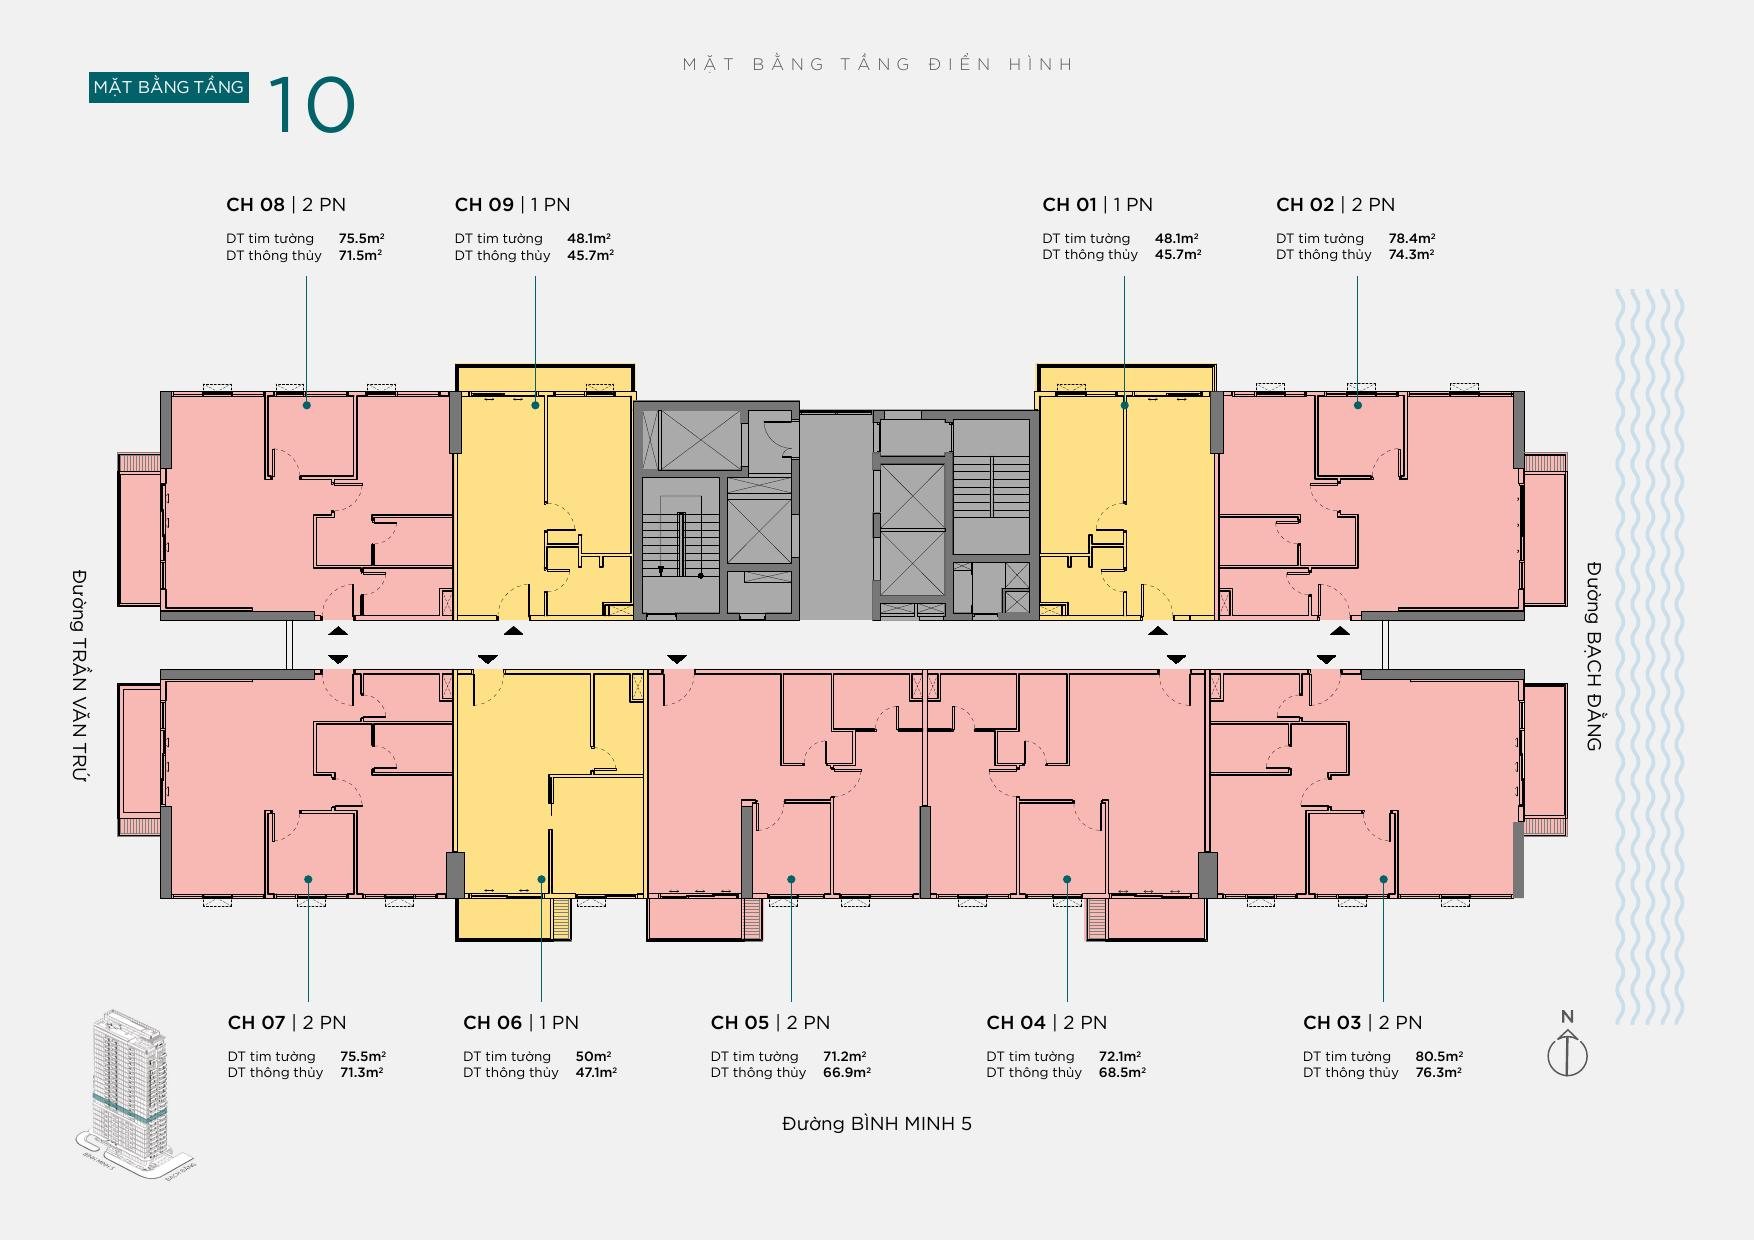 MẶT BẰNG TẦNG ĐIỂN HÌNH
MẶT BẰNG TẦNG 10
CH 08 | 2 PN
DT tim tường 75.5m²
DT thông thủy 71.5m²
CH 09 | 1 PN
DT tim tường 48.1m²
DT thông thủy 45.7m²
CH 01 | 1 PN
DT tim tường 48.1m²
DT thông thủy 45.7m²
CH 02 | 2 PN
DT tim tường 78.4m²
DT thông thủy 74.3m²
Đường TRẦN VĂN TRỨ
Đường BẠCH ĐẰNG
CH 07 | 2 PN
DT tim tường 75.5m²
DT thông thủy 71.3m²
CH 06 | 1 PN
DT tim tường 50m²
DT thông thủy 47.1m²
CH 05 | 2 PN
DT tim tường 71.2m²
DT thông thủy 66.9m²
CH 04 | 2 PN
DT tim tường 72.1m²
DT thông thủy 68.5m²
CH 03 | 2 PN
DT tim tường 80.5m²
DT thông thủy 76.3m²
N
Đường BÌNH MINH 5
BÌNH MINH 5
BẠCH ĐẰNG